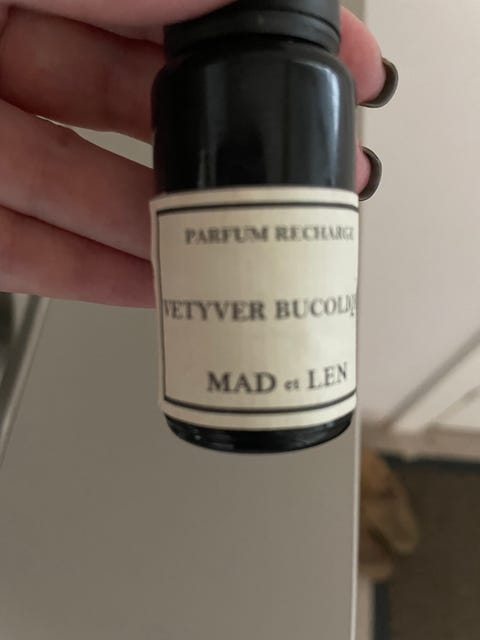 PARFUM RECHARGE
VETYVER BUCOLIQ
MAD et LEN